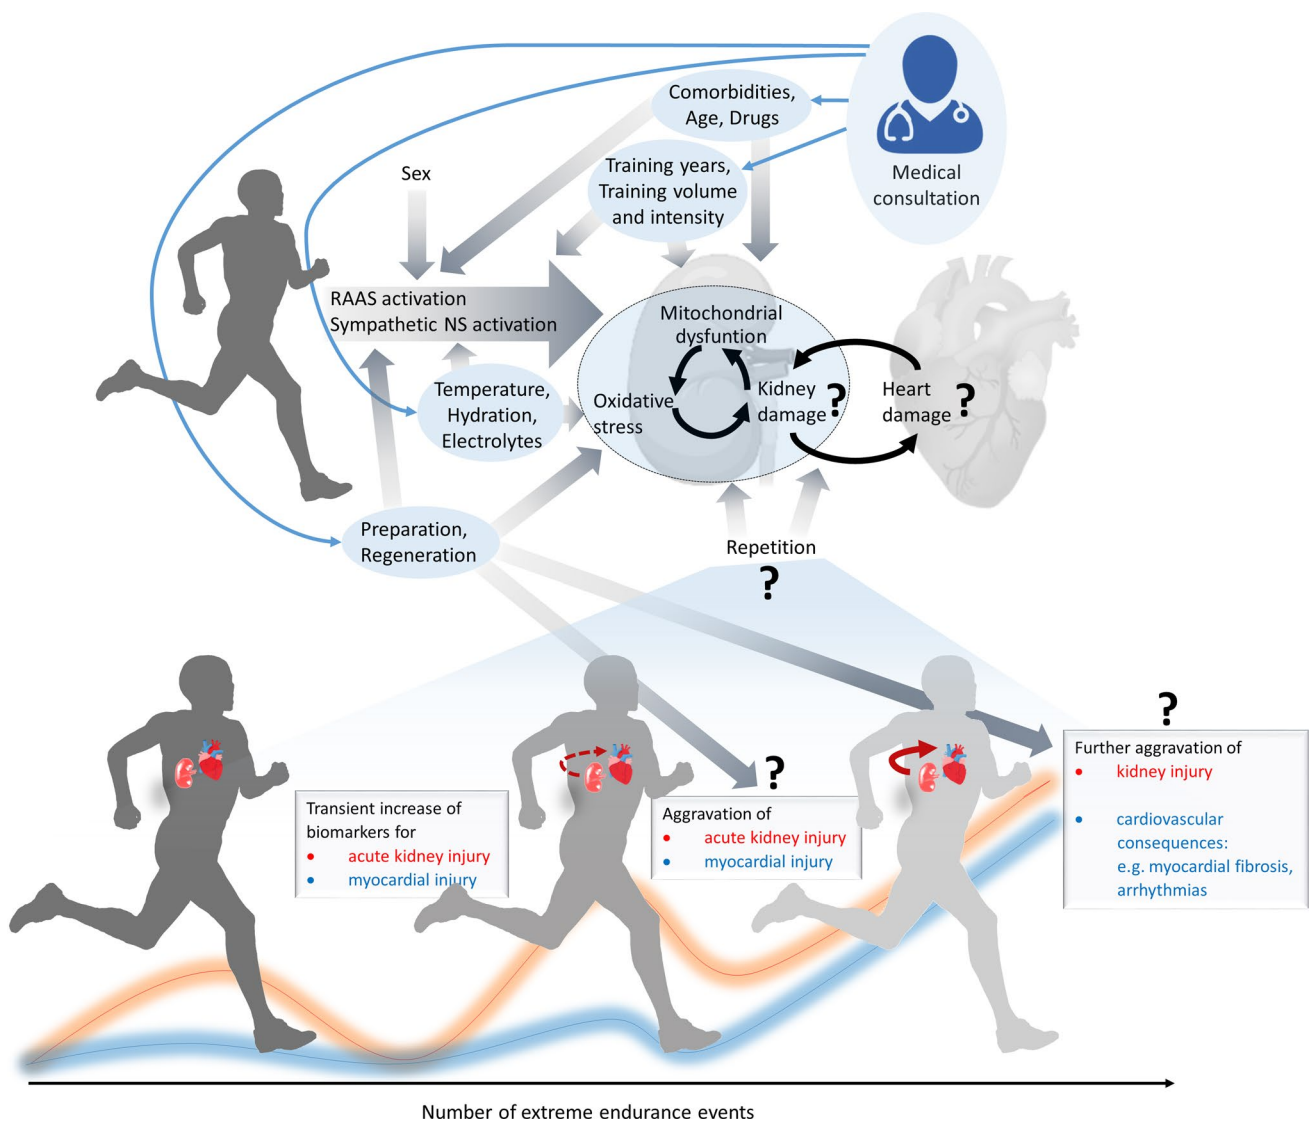 Comorbidities,
Age, Drugs
Training years,
Training volume
and intensity
Medical
consultation
Sex
RAAS activation
Sympathetic NS activation
Mitochondrial
dysfuntion
Oxidative
stress
Kidney
damage
?
Heart
damage
?
Temperature,
Hydration,
Electrolytes
Preparation,
Regeneration
Repetition
?
Transient increase of
biomarkers for
• acute kidney injury
• myocardial injury
?
Aggravation of
• acute kidney injury
• myocardial injury
?
Further aggravation of
• kidney injury
• cardiovascular
consequences:
e.g. myocardial fibrosis,
arrhythmias
Number of extreme endurance events